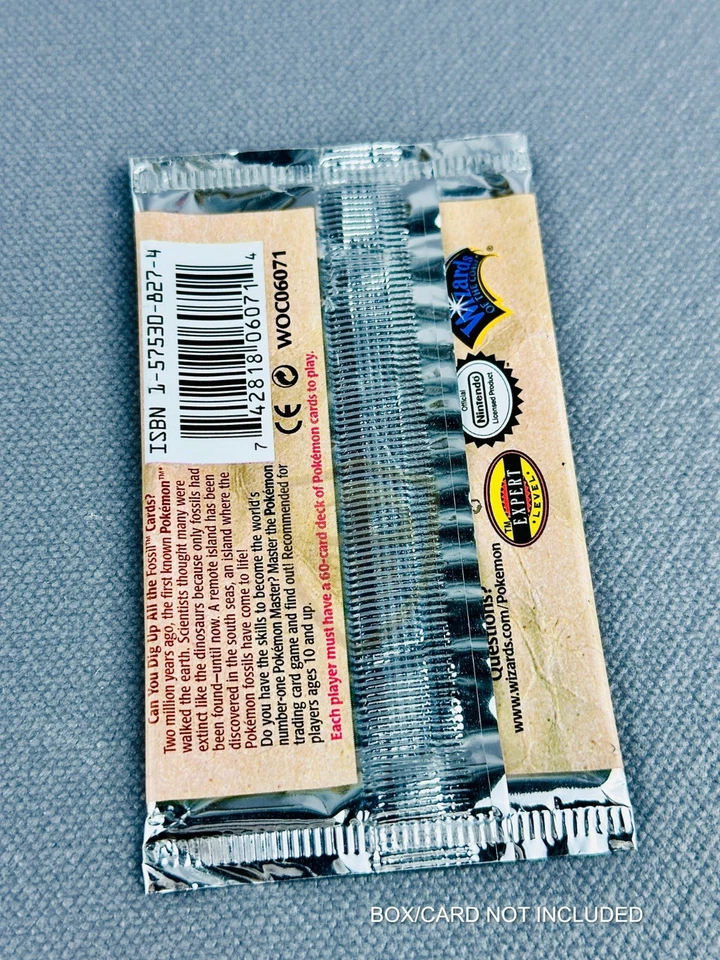 ISBN 1-57530-827-4
7 42818 06071 4
CE WOC06071
Can You Dig Up All the Fossil™ Cards?
Two million years ago, the first known Pokémon™
walked the earth. Scientists thought many were
extinct like the dinosaurs because only fossils had
been found—until now. A remote island has been
discovered in the south seas, an island where the
Pokémon fossils have come to life!
Do you have the skills to become the world's
number-one Pokémon Master? Master the Pokémon
trading card game and find out! Recommended for
players ages 10 and up.
Each player must have a 60-card deck of Pokémon cards to play.
Wizards
OF THE COAST
®
Official
Nintendo
Licensed Product
TM
EXPERT
LEVEL
Questions?
www.wizards.com/Pokemon
BOX/CARD NOT INCLUDED